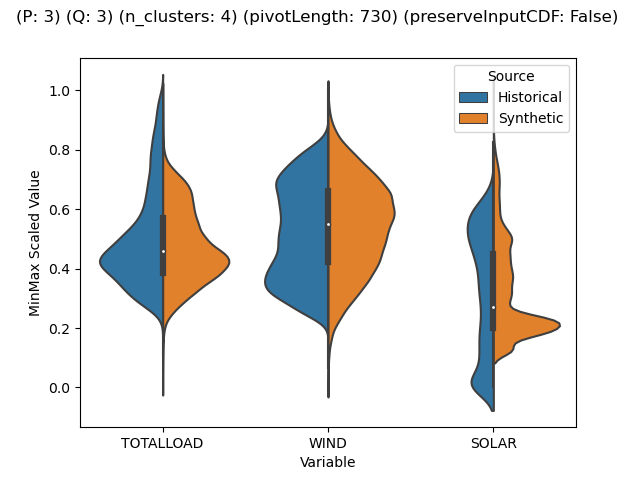 (P: 3) (Q: 3) (n_clusters: 4) (pivotLength: 730) (preserveInputCDF: False)
Source
Historical
Synthetic
1.0
0.8
0.6
0.4
0.2
0.0
MinMax Scaled Value
TOTALLOAD WIND SOLAR
Variable